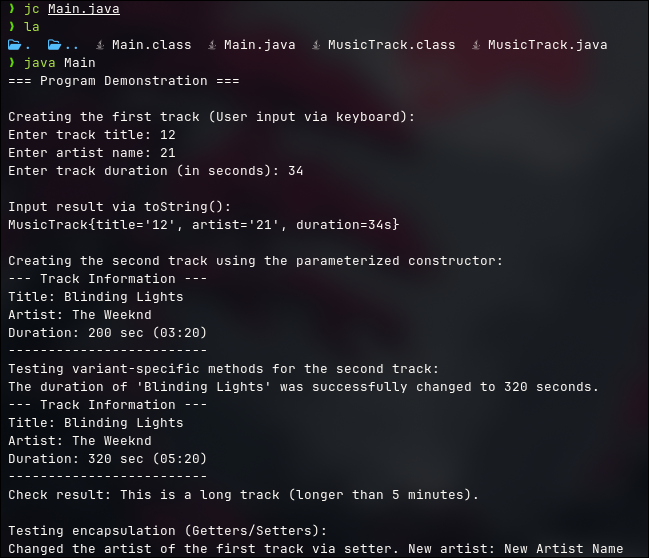 ❯ jc Main.java
❯ la
. .. Main.class Main.java MusicTrack.class MusicTrack.java
❯ java Main
=== Program Demonstration ===
Creating the first track (User input via keyboard):
Enter track title: 12
Enter artist name: 21
Enter track duration (in seconds): 34
Input result via toString():
MusicTrack{title='12', artist='21', duration=34s}
Creating the second track using the parameterized constructor:
--- Track Information ---
Title: Blinding Lights
Artist: The Weeknd
Duration: 200 sec (03:20)
-------------------------
Testing variant-specific methods for the second track:
The duration of 'Blinding Lights' was successfully changed to 320 seconds.
--- Track Information ---
Title: Blinding Lights
Artist: The Weeknd
Duration: 320 sec (05:20)
-------------------------
Check result: This is a long track (longer than 5 minutes).
Testing encapsulation (Getters/Setters):
Changed the artist of the first track via setter. New artist: New Artist Name